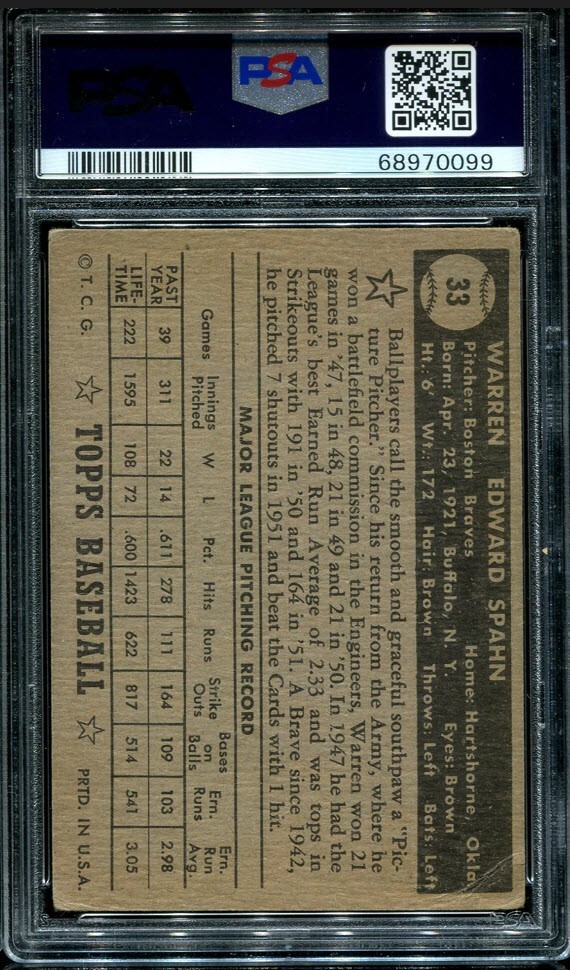 PSA
PSA
68970099
33
WARREN EDWARD SPAHN
Pitcher: Boston Braves Home: Hartshorne, Okla.
Born: Apr. 23, 1921, Buffalo, N. Y. Eyes: Brown
Ht.: 6' Wt.: 172 Hair: Brown Throws Left Bats Left
Ballplayers call the smooth and graceful southpaw a "Pic-
ture Pitcher." Since his return from the Army, where he
won a battlefield commission in the Engineers, Warren won 21
games in '47, 15 in 48, 21 in 49 and 21 in '50. In 1947 he had the
League's best Earned Run Average of 2.33 and was tops in
Strikeouts with 191 in '50 and 164 in '51. A Brave since 1942,
he pitched 7 shutouts in 1951 and beat the Cards with 1 hit.
MAJOR LEAGUE PITCHING RECORD
Games Innings Pitched W L Pct. Hits Runs Strike Outs Bases on Balls Ern. Runs Ern. Run Avg.
PAST YEAR 39 311 22 14 .611 278 111 164 109 103 2.98
LIFE-TIME 222 1595 108 72 .600 1423 622 817 514 541 3.05
© T. C. G. TOPPS BASEBALL PRTD. IN U.S.A.
PSA